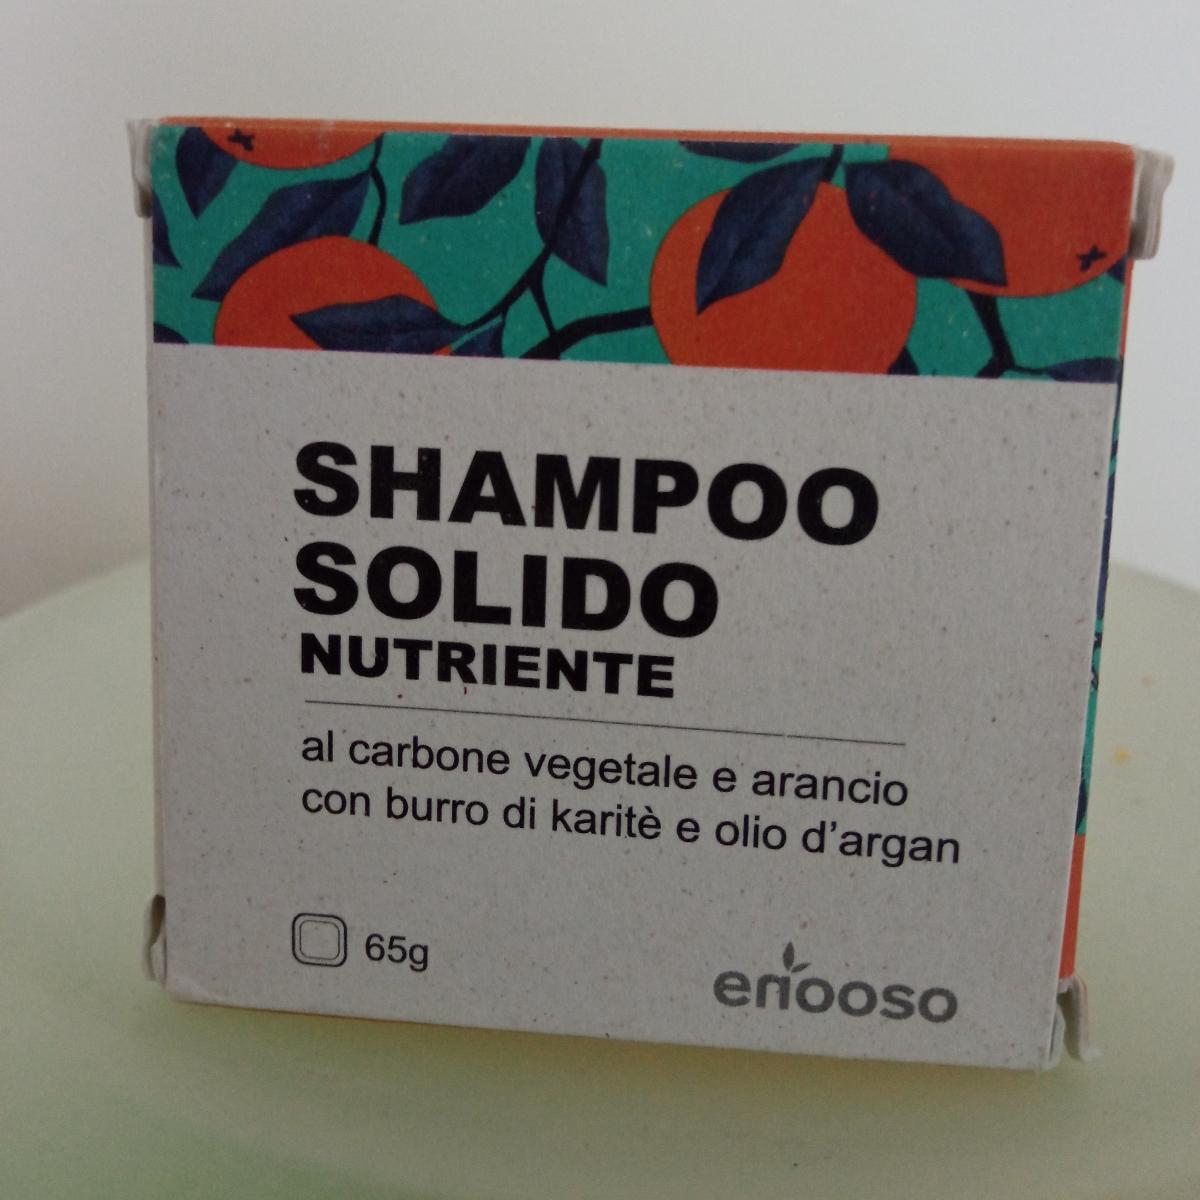 SHAMPOO
SOLIDO
NUTRIENTE
al carbone vegetale e arancio
con burro di karitè e olio d'argan
65g
enooso